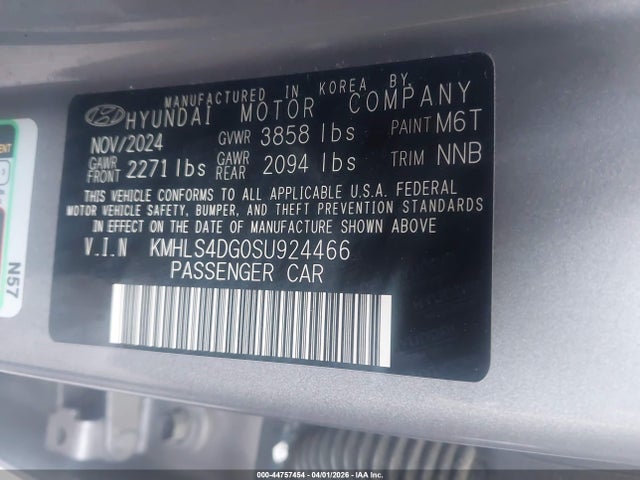 MANUFACTURED IN KOREA BY
HYUNDAI MOTOR COMPANY
NOV/2024 GVWR 3858 lbs PAINT M6T
GAWR FRONT 2271 lbs GAWR REAR 2094 lbs TRIM NNB
THIS VEHICLE CONFORMS TO ALL APPLICABLE U.S.A. FEDERAL
MOTOR VEHICLE SAFETY, BUMPER, AND THEFT PREVENTION STANDARDS
IN EFFECT ON THE DATE OF MANUFACTURE SHOWN ABOVE
V.I.N KMHLS4DG0SU924466
PASSENGER CAR
N57
000-44757454 | 04/01/2026 | IAA Inc.